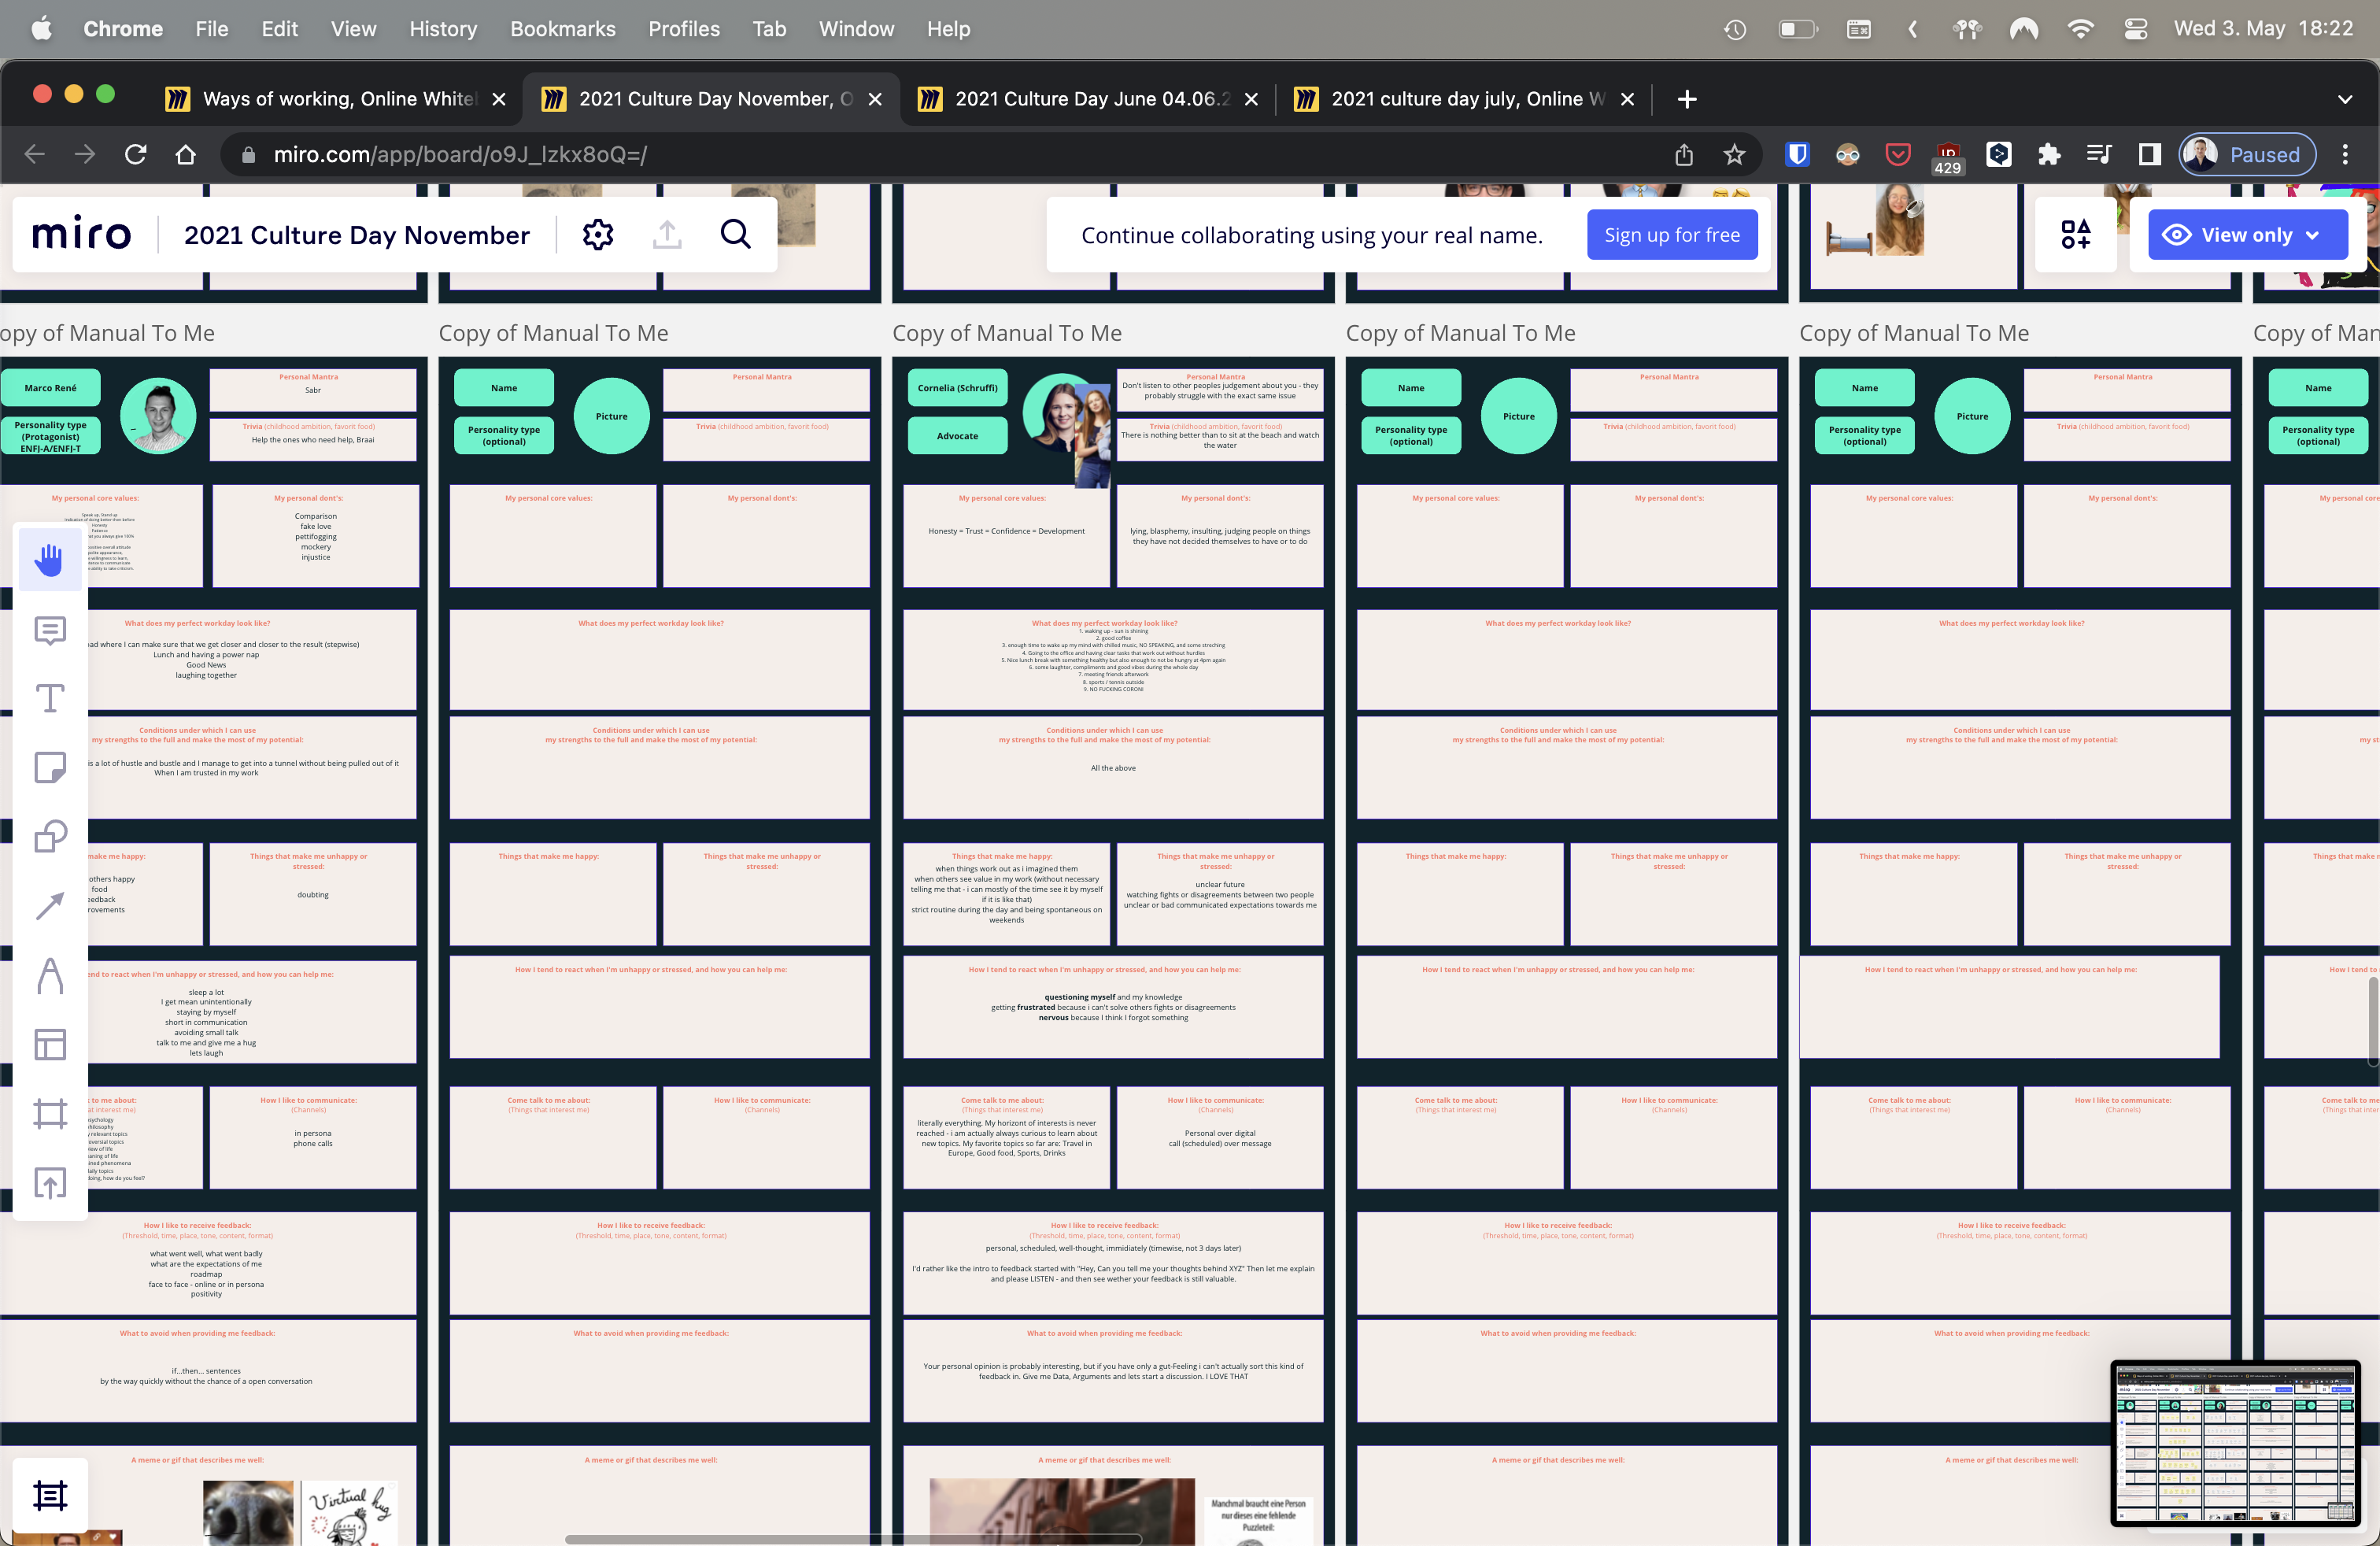 Chrome File Edit View History Bookmarks Profiles Tab Window Help
Wed 3. May 18:22
Ways of working, Online White
2021 Culture Day November, O
2021 Culture Day June 04.06.2
2021 culture day july, Online W
miro.com/app/board/o9J_lzkx8oQ=/
429
Paused
miro
2021 Culture Day November
Continue collaborating using your real name.
Sign up for free
View only
opy of Manual To Me
Marco René
Personality type
(Protagonist)
ENFJ-A/ENFJ-T
Personal Mantra
Sabr
Trivia (childhood ambition, favorit food)
Help the ones who need help, Braai
My personal core values:
Speak up, Stand up
Honesty
Patience
My personal dont's:
Comparison
fake love
pettifogging
mockery
injustice
What does my perfect workday look like?
ad where I can make sure that we get closer and closer to the result (stepwise)
Lunch and having a power nap
Good News
laughing together
Conditions under which I can use
my strengths to the full and make the most of my potential:
is a lot of hustle and bustle and I manage to get into a tunnel without being pulled out of it
When I am trusted in my work
make me happy:
others happy
food
eedback
rovements
Things that make me unhappy or
stressed:
doubting
end to react when I'm unhappy or stressed, and how you can help me:
sleep a lot
I get mean unintentionally
staying by myself
short in communication
avoiding small talk
talk to me and give me a hug
lets laugh
k to me about:
at interest me)
sychology
hilosophy
y relevant topics
oversial topics
view of life
eaning of life
ined phenomena
daily topics
doing, how do you feel?
How I like to communicate:
(Channels)
in persona
phone calls
How I like to receive feedback:
(Threshold, time, place, tone, content, format)
what went well, what went badly
what are the expectations of me
roadmap
face to face - online or in persona
positivity
What to avoid when providing me feedback:
if...then... sentences
by the way quickly without the chance of a open conversation
A meme or gif that describes me well:
Virtual hug
Copy of Manual To Me
Name
Personality type
(optional)
Picture
Personal Mantra
Trivia (childhood ambition, favorit food)
My personal core values:
My personal dont's:
What does my perfect workday look like?
Conditions under which I can use
my strengths to the full and make the most of my potential:
Things that make me happy:
Things that make me unhappy or
stressed:
How I tend to react when I'm unhappy or stressed, and how you can help me:
Come talk to me about:
(Things that interest me)
How I like to communicate:
(Channels)
How I like to receive feedback:
(Threshold, time, place, tone, content, format)
What to avoid when providing me feedback:
A meme or gif that describes me well:
Copy of Manual To Me
Cornelia (Schruffi)
Advocate
Personal Mantra
Don't listen to other peoples judgement about you - they
probably struggle with the exact same issue
Trivia (childhood ambition, favorit food)
There is nothing better than to sit at the beach and watch
the water
My personal core values:
Honesty = Trust = Confidence = Development
My personal dont's:
lying, blasphemy, insulting, judging people on things
they have not decided themselves to have or to do
What does my perfect workday look like?
1. waking up - sun is shining
2. good coffee
3. enough time to wake up my mind with chilled music, NO SPEAKING, and some streching
4. Going to the office and having clear tasks that work out without hurdles
5. Nice lunch break with something healthy but also enough to not be hungry at 4pm again
6. some laughter, compliments and good vibes during the whole day
7. meeting friends afterwork
8. sports / tennis outside
9. NO FUCKING CORONI
Conditions under which I can use
my strengths to the full and make the most of my potential:
All the above
Things that make me happy:
when things work out as i imagined them
when others see value in my work (without necessary
telling me that - i can mostly of the time see it by myself
if it is like that)
strict routine during the day and being spontaneous on
weekends
Things that make me unhappy or
stressed:
unclear future
watching fights or disagreements between two people
unclear or bad communicated expectations towards me
How I tend to react when I'm unhappy or stressed, and how you can help me:
questioning myself and my knowledge
getting frustrated because i can't solve others fights or disagreements
nervous because I think I forgot something
Come talk to me about:
(Things that interest me)
literally everything. My horizont of interests is never
reached - i am actually always curious to learn about
new topics. My favorite topics so far are: Travel in
Europe, Good food, Sports, Drinks
How I like to communicate:
(Channels)
Personal over digital
call (scheduled) over message
How I like to receive feedback:
(Threshold, time, place, tone, content, format)
personal, scheduled, well-thought, immidiately (timewise, not 3 days later)
I'd rather like the intro to feedback started with "Hey, Can you tell me your thoughts behind XYZ" Then let me explain
and please LISTEN - and then see wether your feedback is still valuable.
What to avoid when providing me feedback:
Your personal opinion is probably interesting, but if you have only a gut-Feeling i can't actually sort this kind of
feedback in. Give me Data, Arguments and lets start a discussion. I LOVE THAT
A meme or gif that describes me well:
Manchmal braucht eine Person
nur dieses eine fehlende
Puzzleteil:
Copy of Manual To Me
Name
Personality type
(optional)
Picture
Personal Mantra
Trivia (childhood ambition, favorit food)
My personal core values:
My personal dont's:
What does my perfect workday look like?
Conditions under which I can use
my strengths to the full and make the most of my potential:
Things that make me happy:
Things that make me unhappy or
stressed:
How I tend to react when I'm unhappy or stressed, and how you can help me:
Come talk to me about:
(Things that interest me)
How I like to communicate:
(Channels)
How I like to receive feedback:
(Threshold, time, place, tone, content, format)
What to avoid when providing me feedback:
A meme or gif that describes me well:
Copy of Manual To Me
Name
Personality type
(optional)
Picture
Personal Mantra
Trivia (childhood ambition, favorit food)
My personal core values:
My personal dont's:
What does my perfect workday look like?
Conditions under which I can use
my strengths to the full and make the most of my potential:
Things that make me happy:
Things that make me unhappy or
stressed:
How I tend to react when I'm unhappy or stressed, and how you can help me:
Come talk to me about:
(Things that interest me)
How I like to communicate:
(Channels)
How I like to receive feedback:
(Threshold, time, place, tone, content, format)
What to avoid when providing me feedback:
A meme or gif that describes me well:
Copy of Man
Name
Personality type
(optional)
My personal core
my st
Things that make r
How I tend to
Come talk to me
(Things that inter